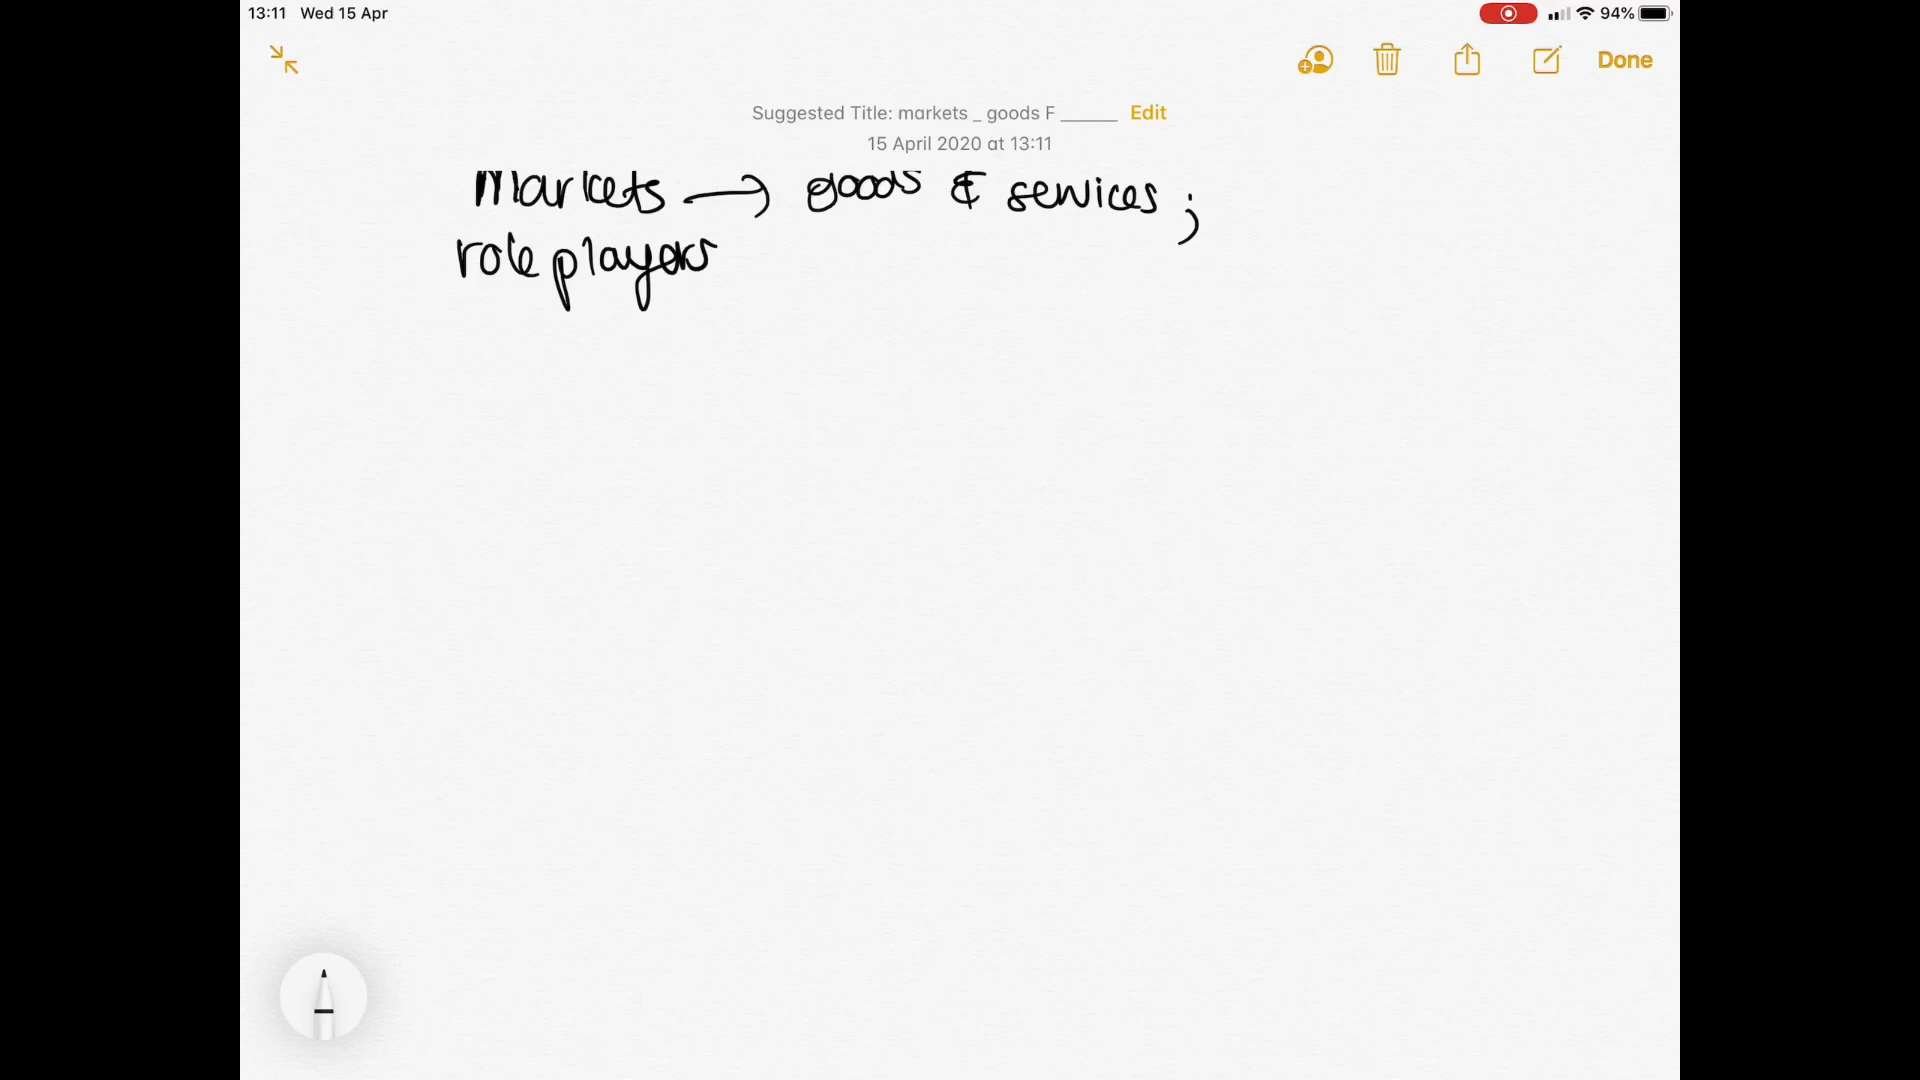 13:11 Wed 15 Apr 94%
Done
Suggested Title: markets _ goods F ______ Edit
15 April 2020 at 13:11
Markets → goods & services ;
role players